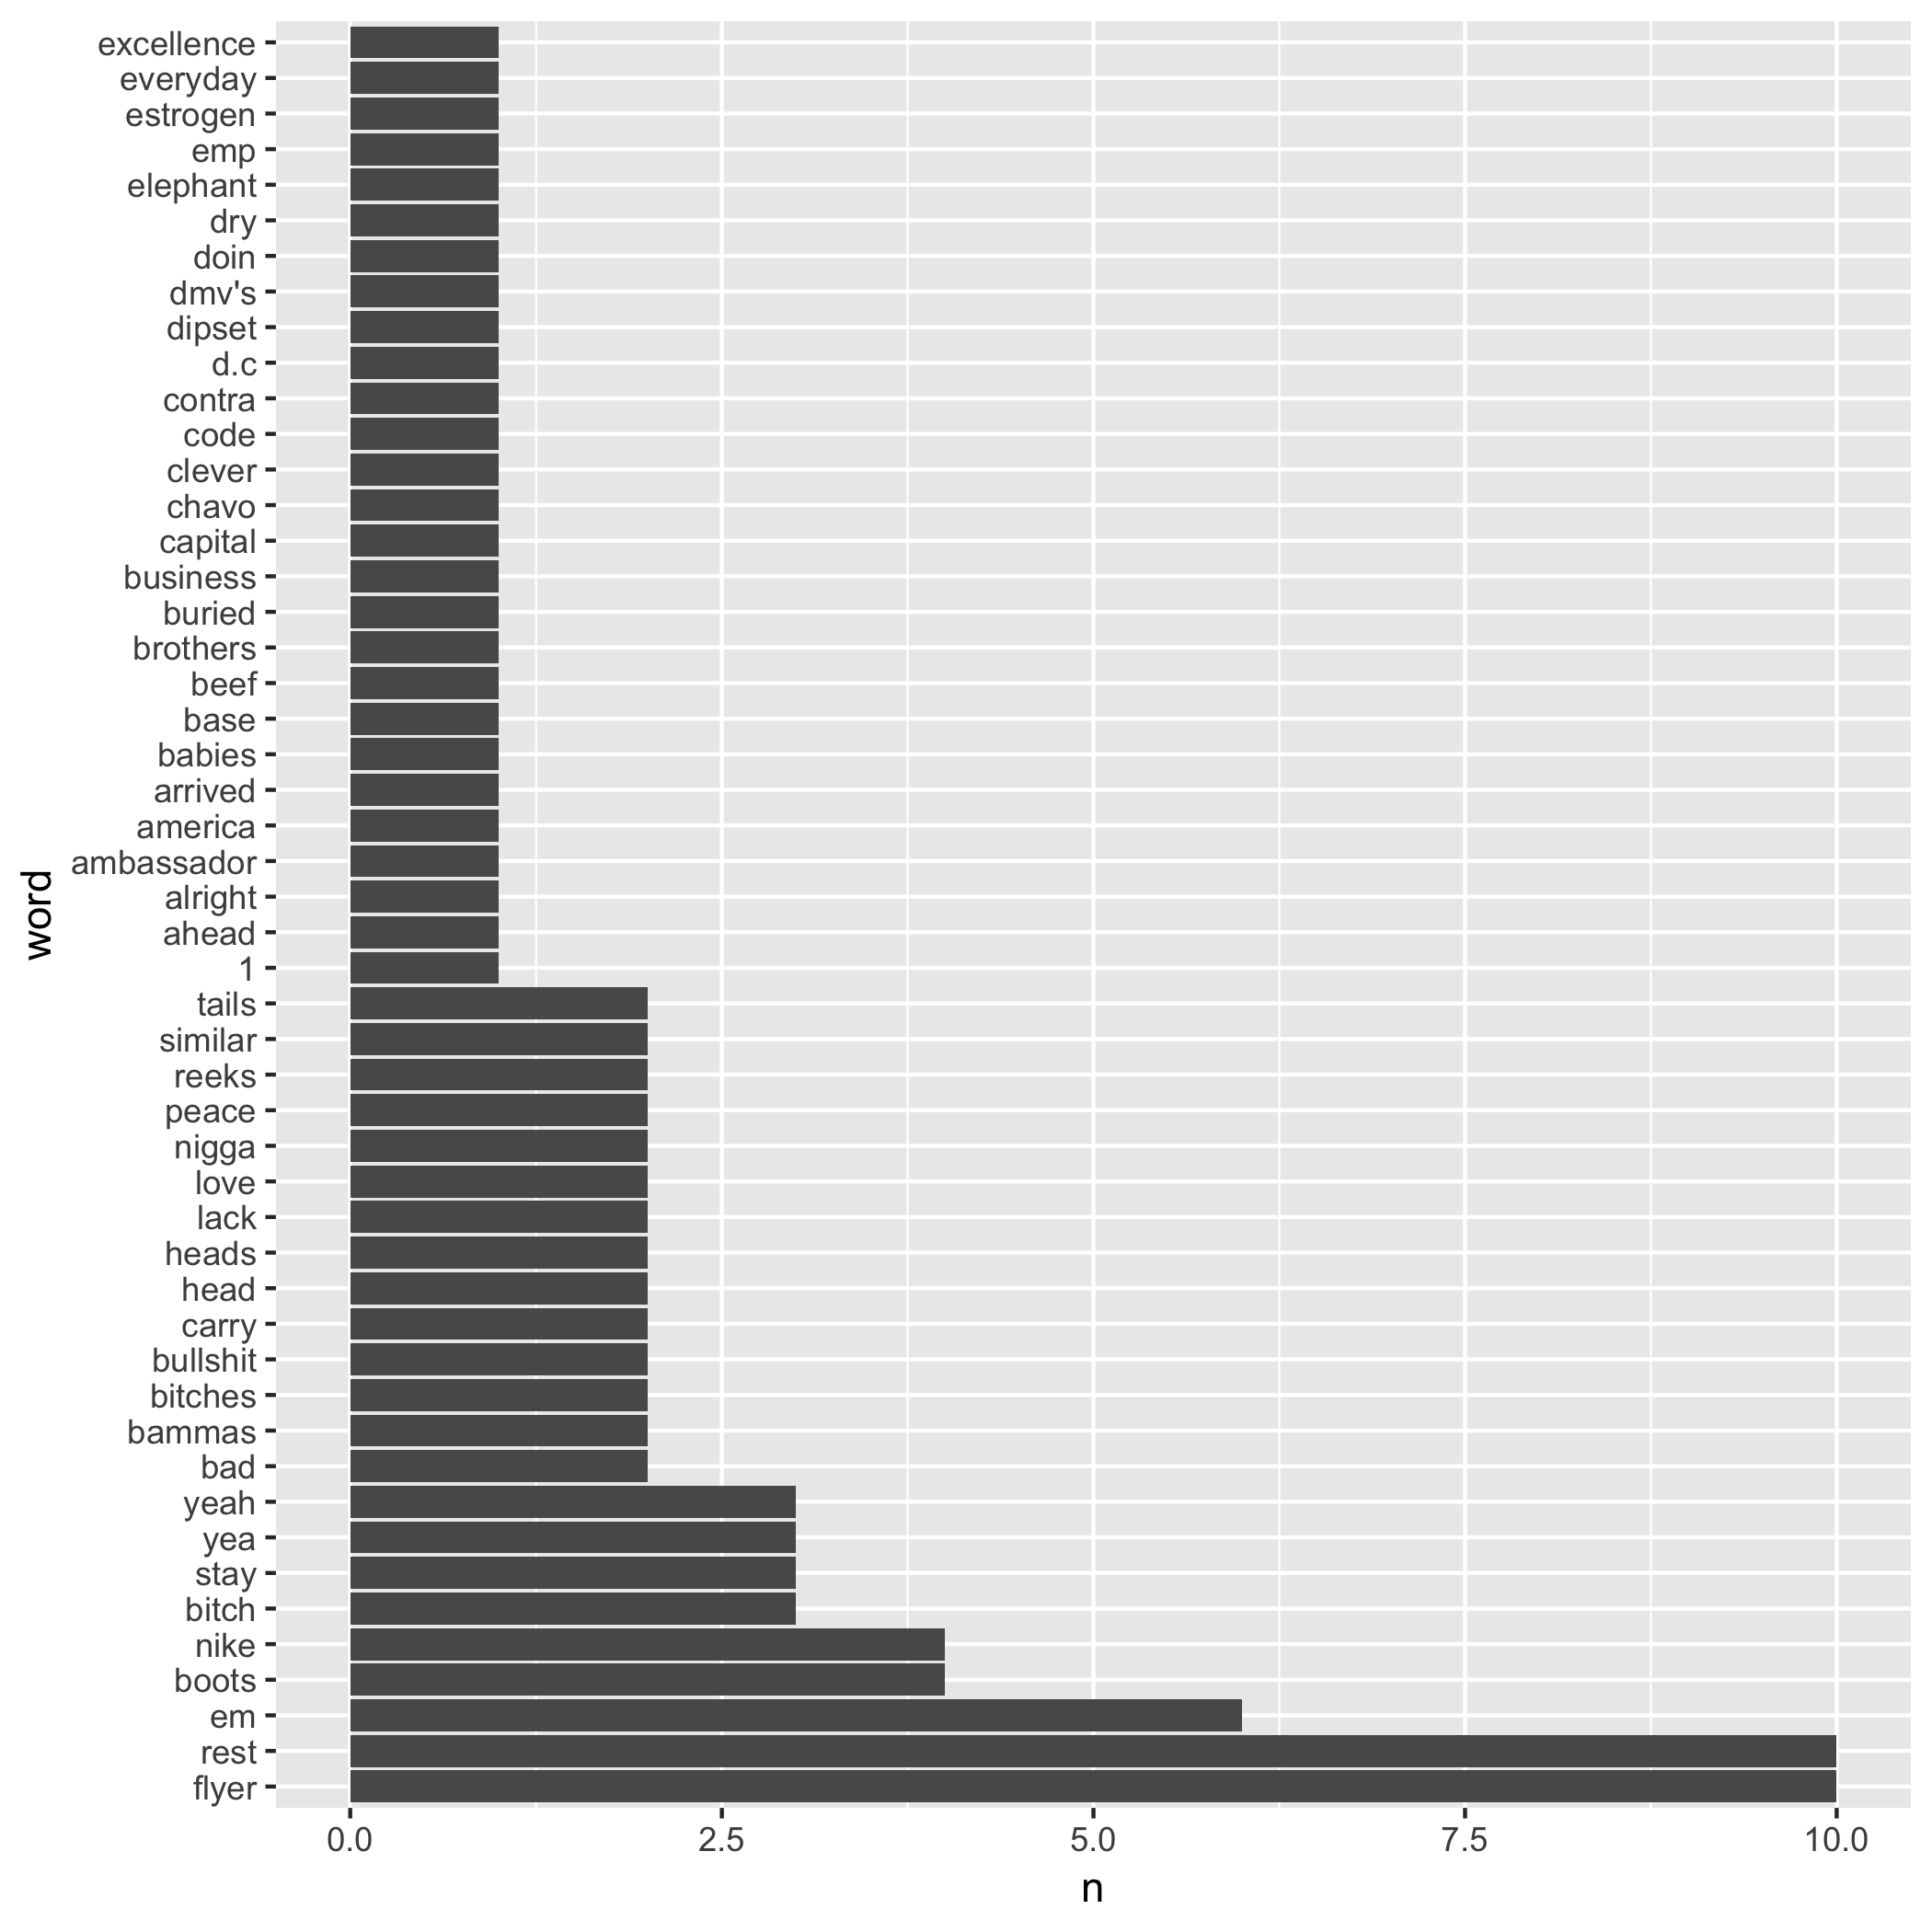 excellence
everyday
estrogen
emp
elephant
dry
doin
dmv's
dipset
d.c
contra
code
clever
chavo
capital
business
buried
brothers
beef
base
babies
arrived
america
ambassador
alright
ahead
1
tails
similar
reeks
peace
nigga
love
lack
heads
head
carry
bullshit
bitches
bammas
bad
yeah
yea
stay
bitch
nike
boots
em
rest
flyer
word
0.0 2.5 5.0 7.5 10.0
n